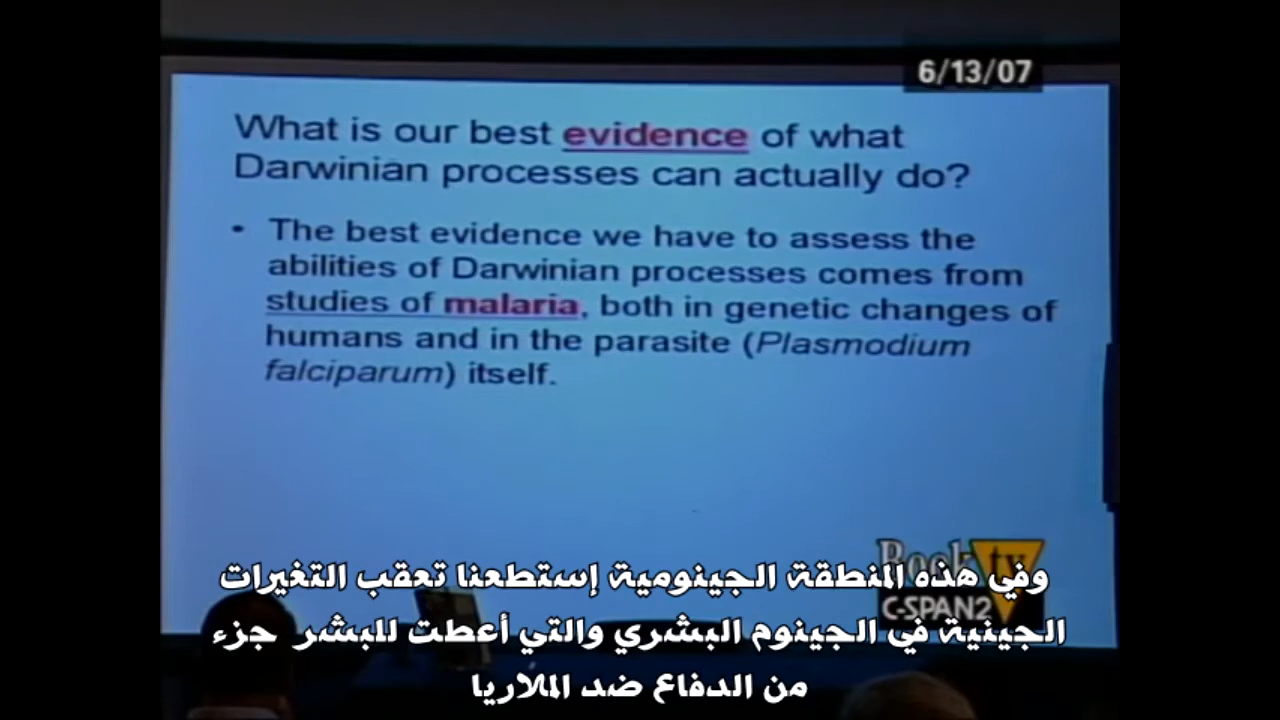 6/13/07
What is our best evidence of what
Darwinian processes can actually do?
• The best evidence we have to assess the
abilities of Darwinian processes comes from
studies of malaria, both in genetic changes of
humans and in the parasite (Plasmodium
falciparum) itself.
Book tv
C-SPAN2
وفي هذه المنطقة الجينومية إستطعنا تعقب التغيرات
الجينية في الجينوم البشري والتي أعطت للبشر جزء
من الدفاع ضد الملاريا